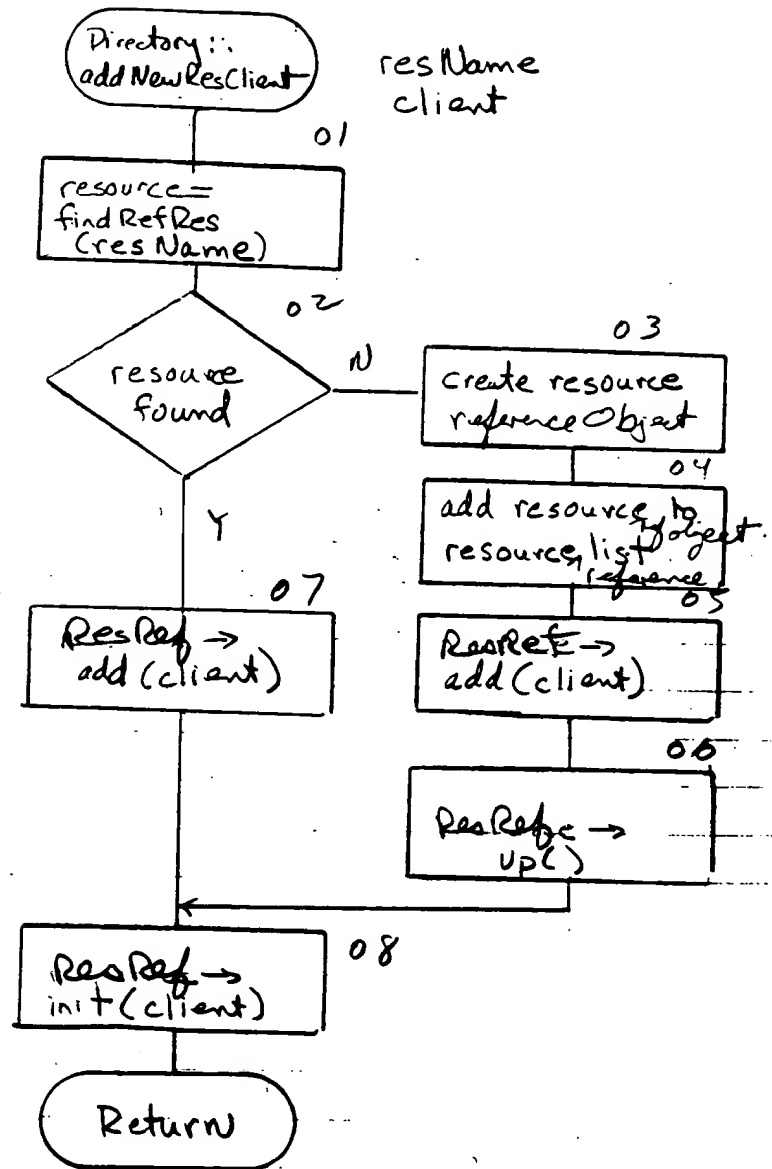 Directory::
addNewResClient
resName
client
01
resource =
findRefRes
(resName)
02
resource
found
N
Y
03
create resource
reference Object
04
add resource to
object.
resource list
reference
05
ResRef →
add (client)
06
ResRef →
up()
07
ResRef →
add (client)
08
ResRef →
init (client)
Return